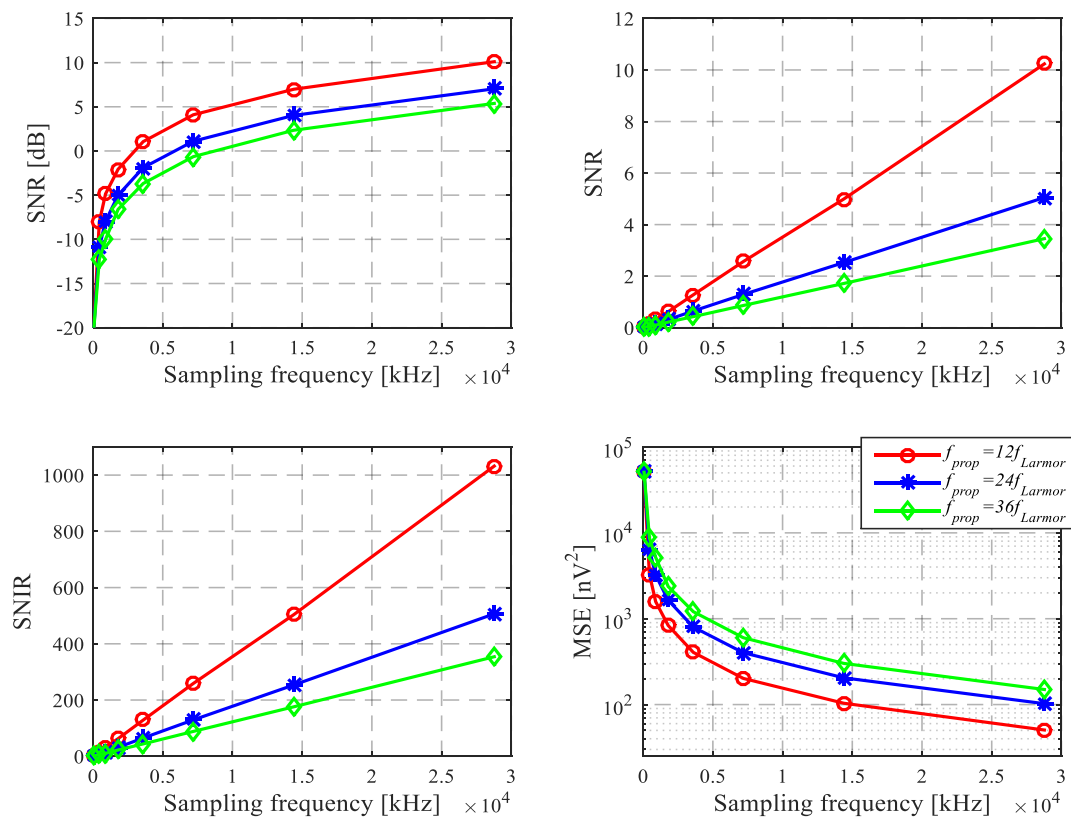 15
10
5
0
-5
-10
-15
-20
SNR [dB]
0 0.5 1 1.5 2 2.5 3
Sampling frequency [kHz] × 10^4
12
10
8
6
4
2
0
SNR
0 0.5 1 1.5 2 2.5 3
Sampling frequency [kHz] × 10^4
1000
800
600
400
200
0
SNIR
0 0.5 1 1.5 2 2.5 3
Sampling frequency [kHz] × 10^4
10^5
10^4
10^3
10^2
MSE [nV^2]
f_prop =12f_Larmor
f_prop =24f_Larmor
f_prop =36f_Larmor
0 0.5 1 1.5 2 2.5 3
Sampling frequency [kHz] × 10^4